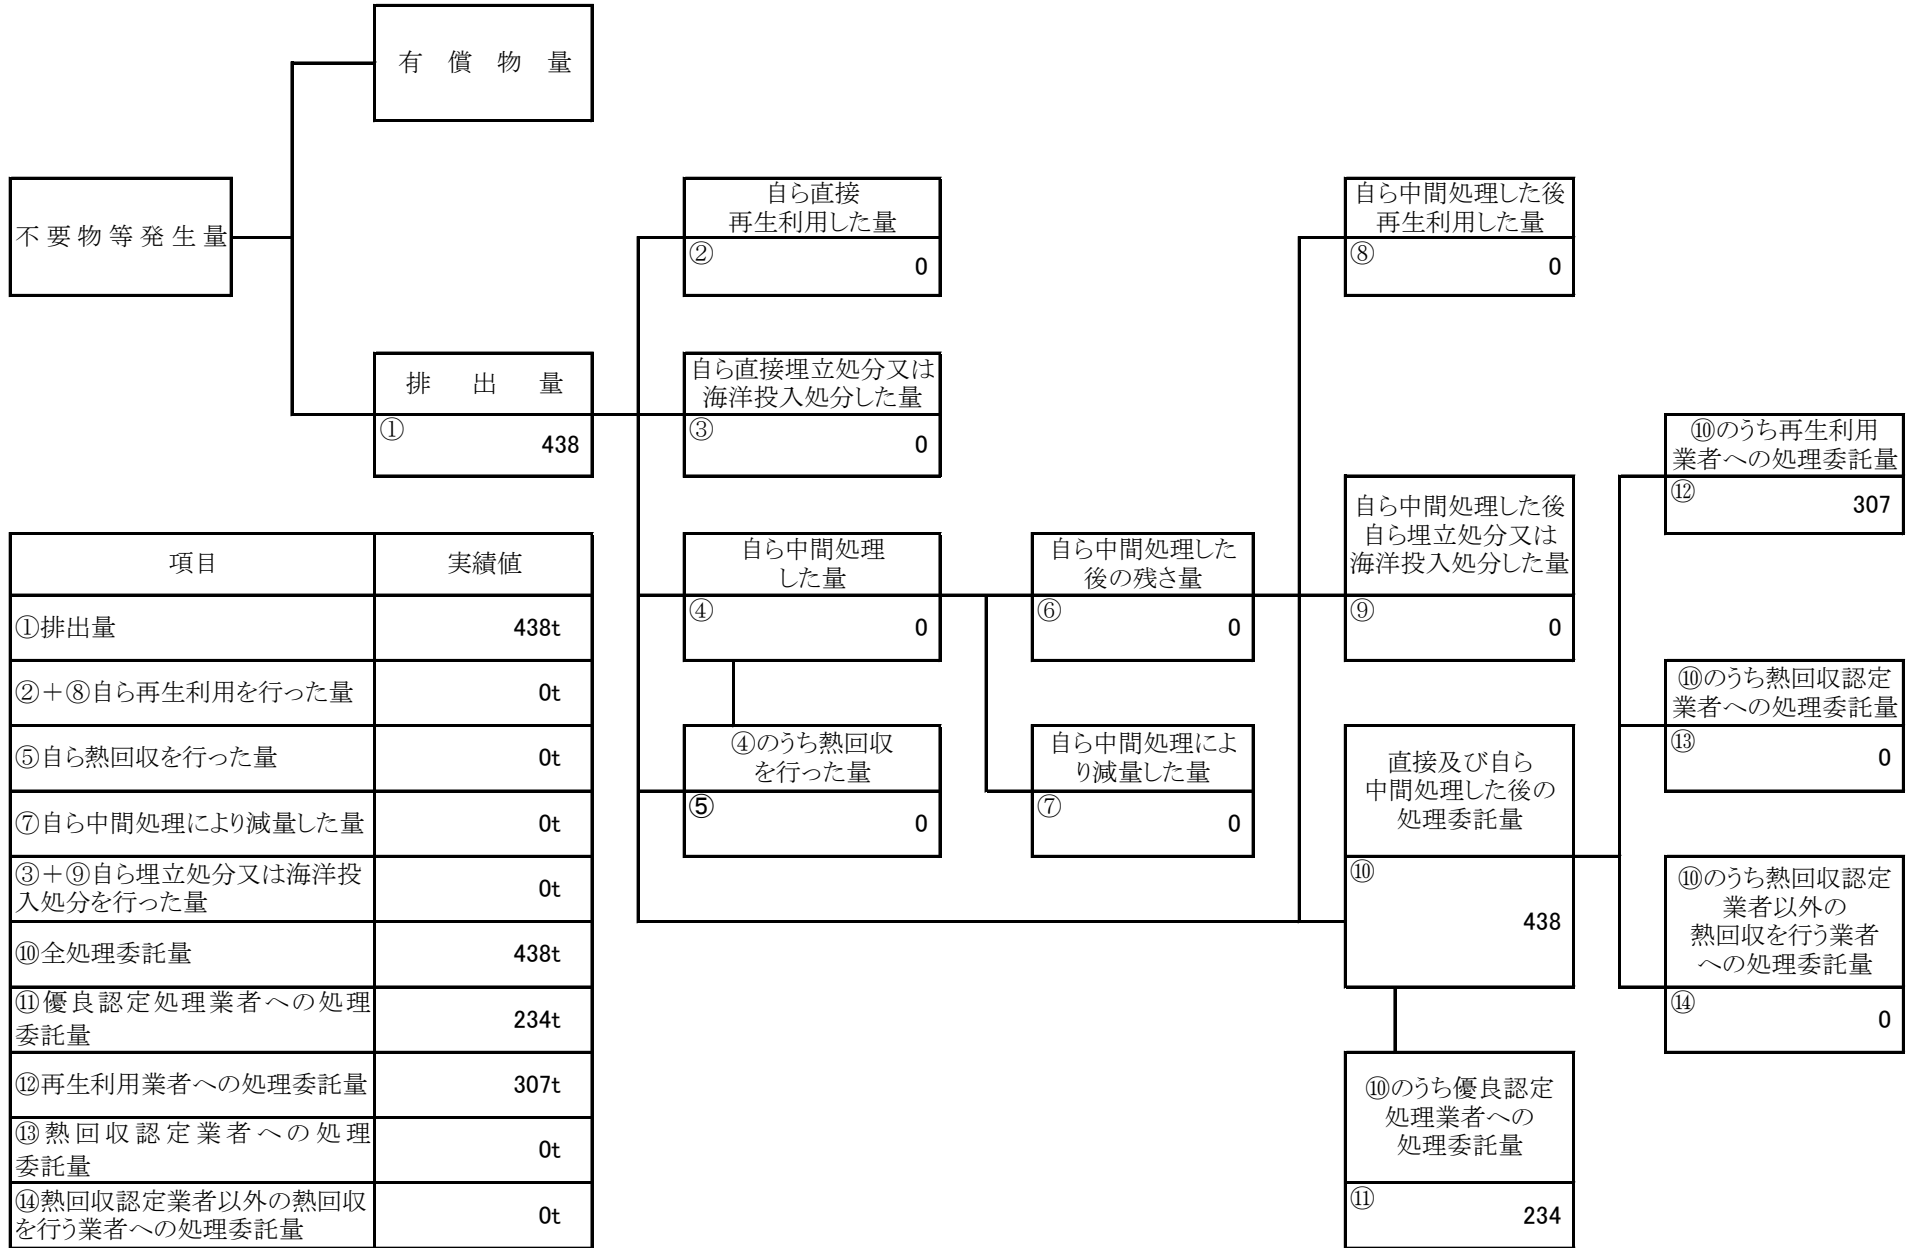 有償物量
不要物等発生量
排出量
① 438
自ら直接
再生利用した量
② 0
自ら直接埋立処分又は
海洋投入処分した量
③ 0
自ら中間処理
した量
④ 0
④のうち熱回収
を行った量
⑤ 0
自ら中間処理した
後の残さ量
⑥ 0
自ら中間処理によ
り減量した量
⑦ 0
自ら中間処理した後
再生利用した量
⑧ 0
自ら中間処理した後
自ら埋立処分又は
海洋投入処分した量
⑨ 0
直接及び自ら
中間処理した後の
処理委託量
⑩ 438
⑩のうち優良認定
処理業者への
処理委託量
⑪ 234
⑩のうち再生利用
業者への処理委託量
⑫ 307
⑩のうち熱回収認定
業者への処理委託量
⑬ 0
⑩のうち熱回収認定
業者以外の
熱回収を行う業者
への処理委託量
⑭ 0
項目 実績値
①排出量 438t
②+⑧自ら再生利用を行った量 0t
⑤自ら熱回収を行った量 0t
⑦自ら中間処理により減量した量 0t
③+⑨自ら埋立処分又は海洋投
入処分を行った量 0t
⑩全処理委託量 438t
⑪優良認定処理業者への処理
委託量 234t
⑫再生利用業者への処理委託量 307t
⑬熱回収認定業者への処理
委託量 0t
⑭熱回収認定業者以外の熱回収
を行う業者への処理委託量 0t